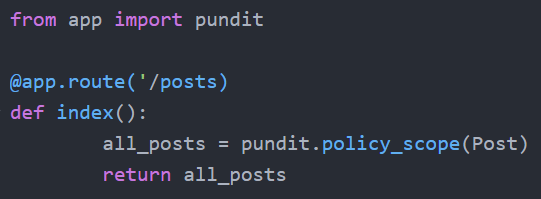 from app import pundit
@app.route('/posts)
def index():
all_posts = pundit.policy_scope(Post)
return all_posts